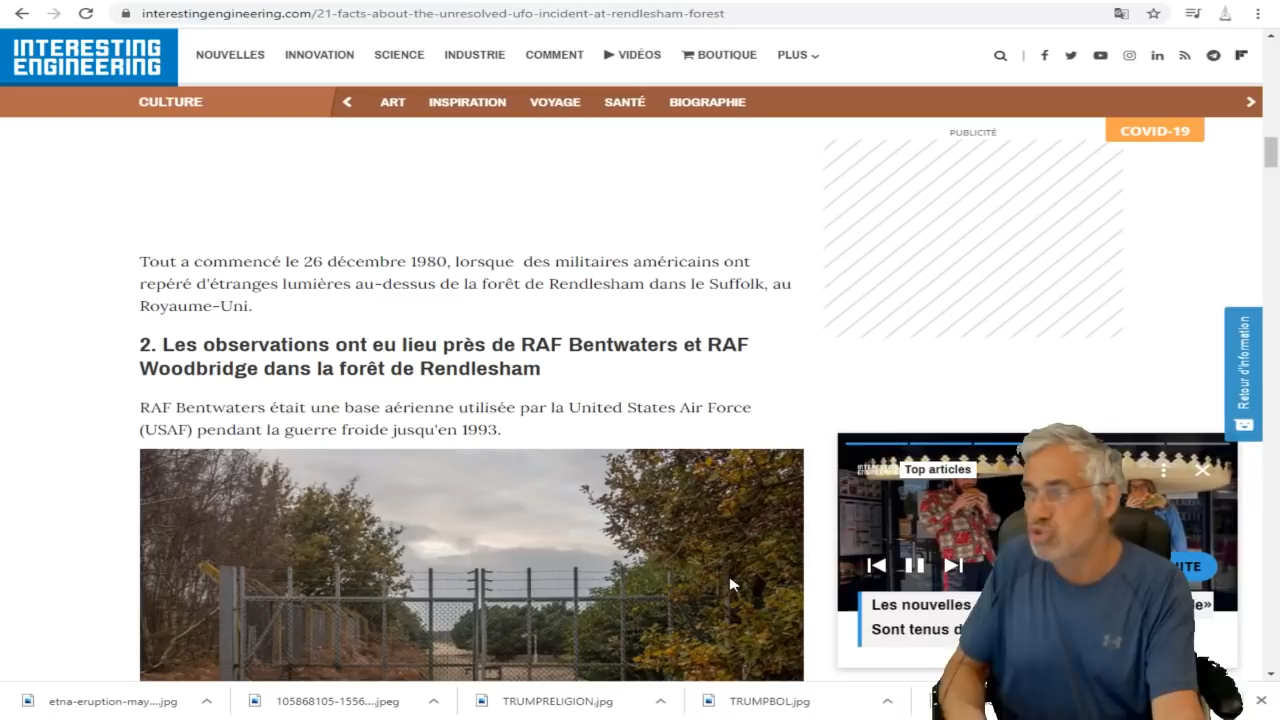 interestingengineering.com/21-facts-about-the-unresolved-ufo-incident-at-rendlesham-forest
INTERESTING
ENGINEERING
NOUVELLES INNOVATION SCIENCE INDUSTRIE COMMENT VIDÉOS BOUTIQUE PLUS
CULTURE ART INSPIRATION VOYAGE SANTÉ BIOGRAPHIE
PUBLICITÉ
COVID-19
Tout a commencé le 26 décembre 1980, lorsque des militaires américains ont
repéré d'étranges lumières au-dessus de la forêt de Rendlesham dans le Suffolk, au
Royaume-Uni.
2. Les observations ont eu lieu près de RAF Bentwaters et RAF
Woodbridge dans la forêt de Rendlesham
RAF Bentwaters était une base aérienne utilisée par la United States Air Force
(USAF) pendant la guerre froide jusqu'en 1993.
Retour d'information
Top articles
Les nouvelles
Sont tenus d
etna-eruption-may....jpg 105868105-1556....jpeg TRUMPRELIGION.jpg TRUMPBOL.jpg